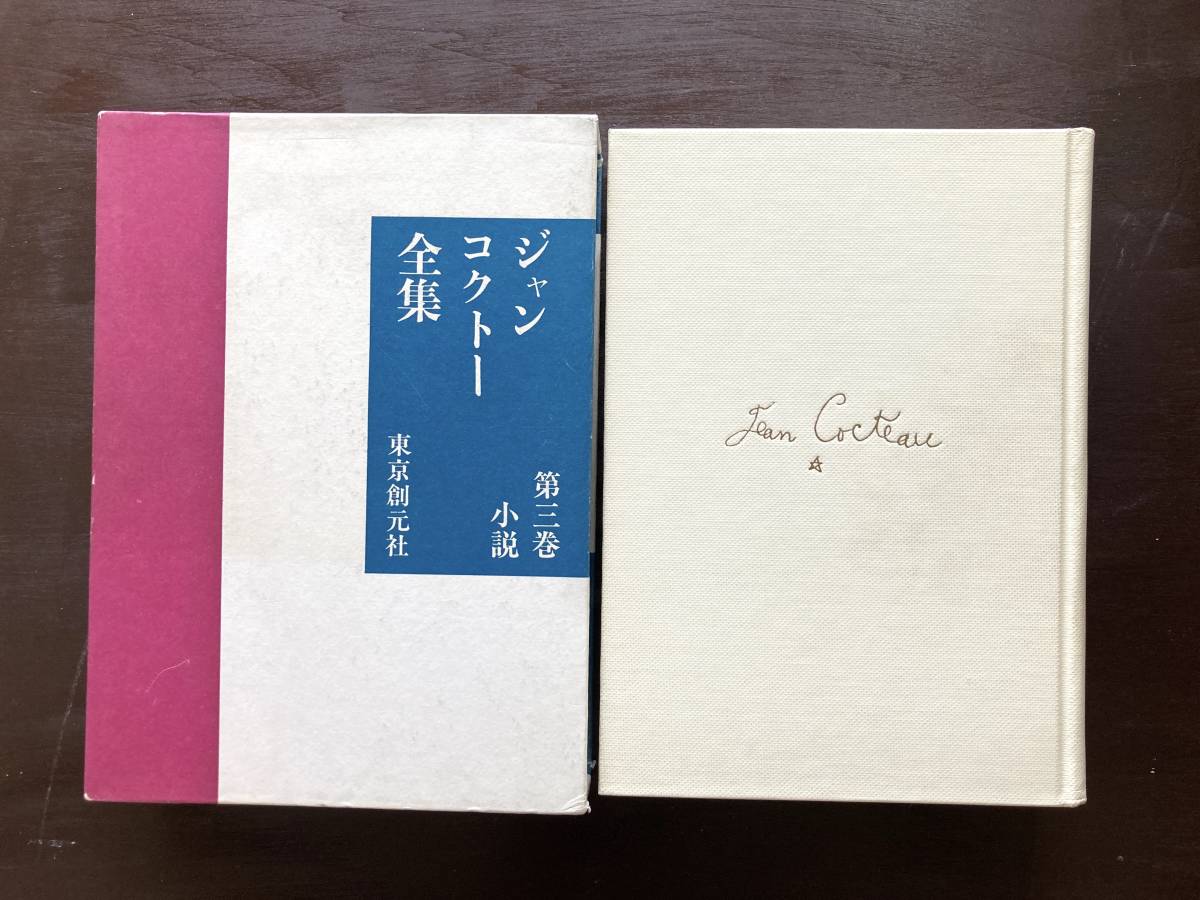 ジャン
コクトー
全集
第三巻
小説
東京創元社
Jean Cocteau